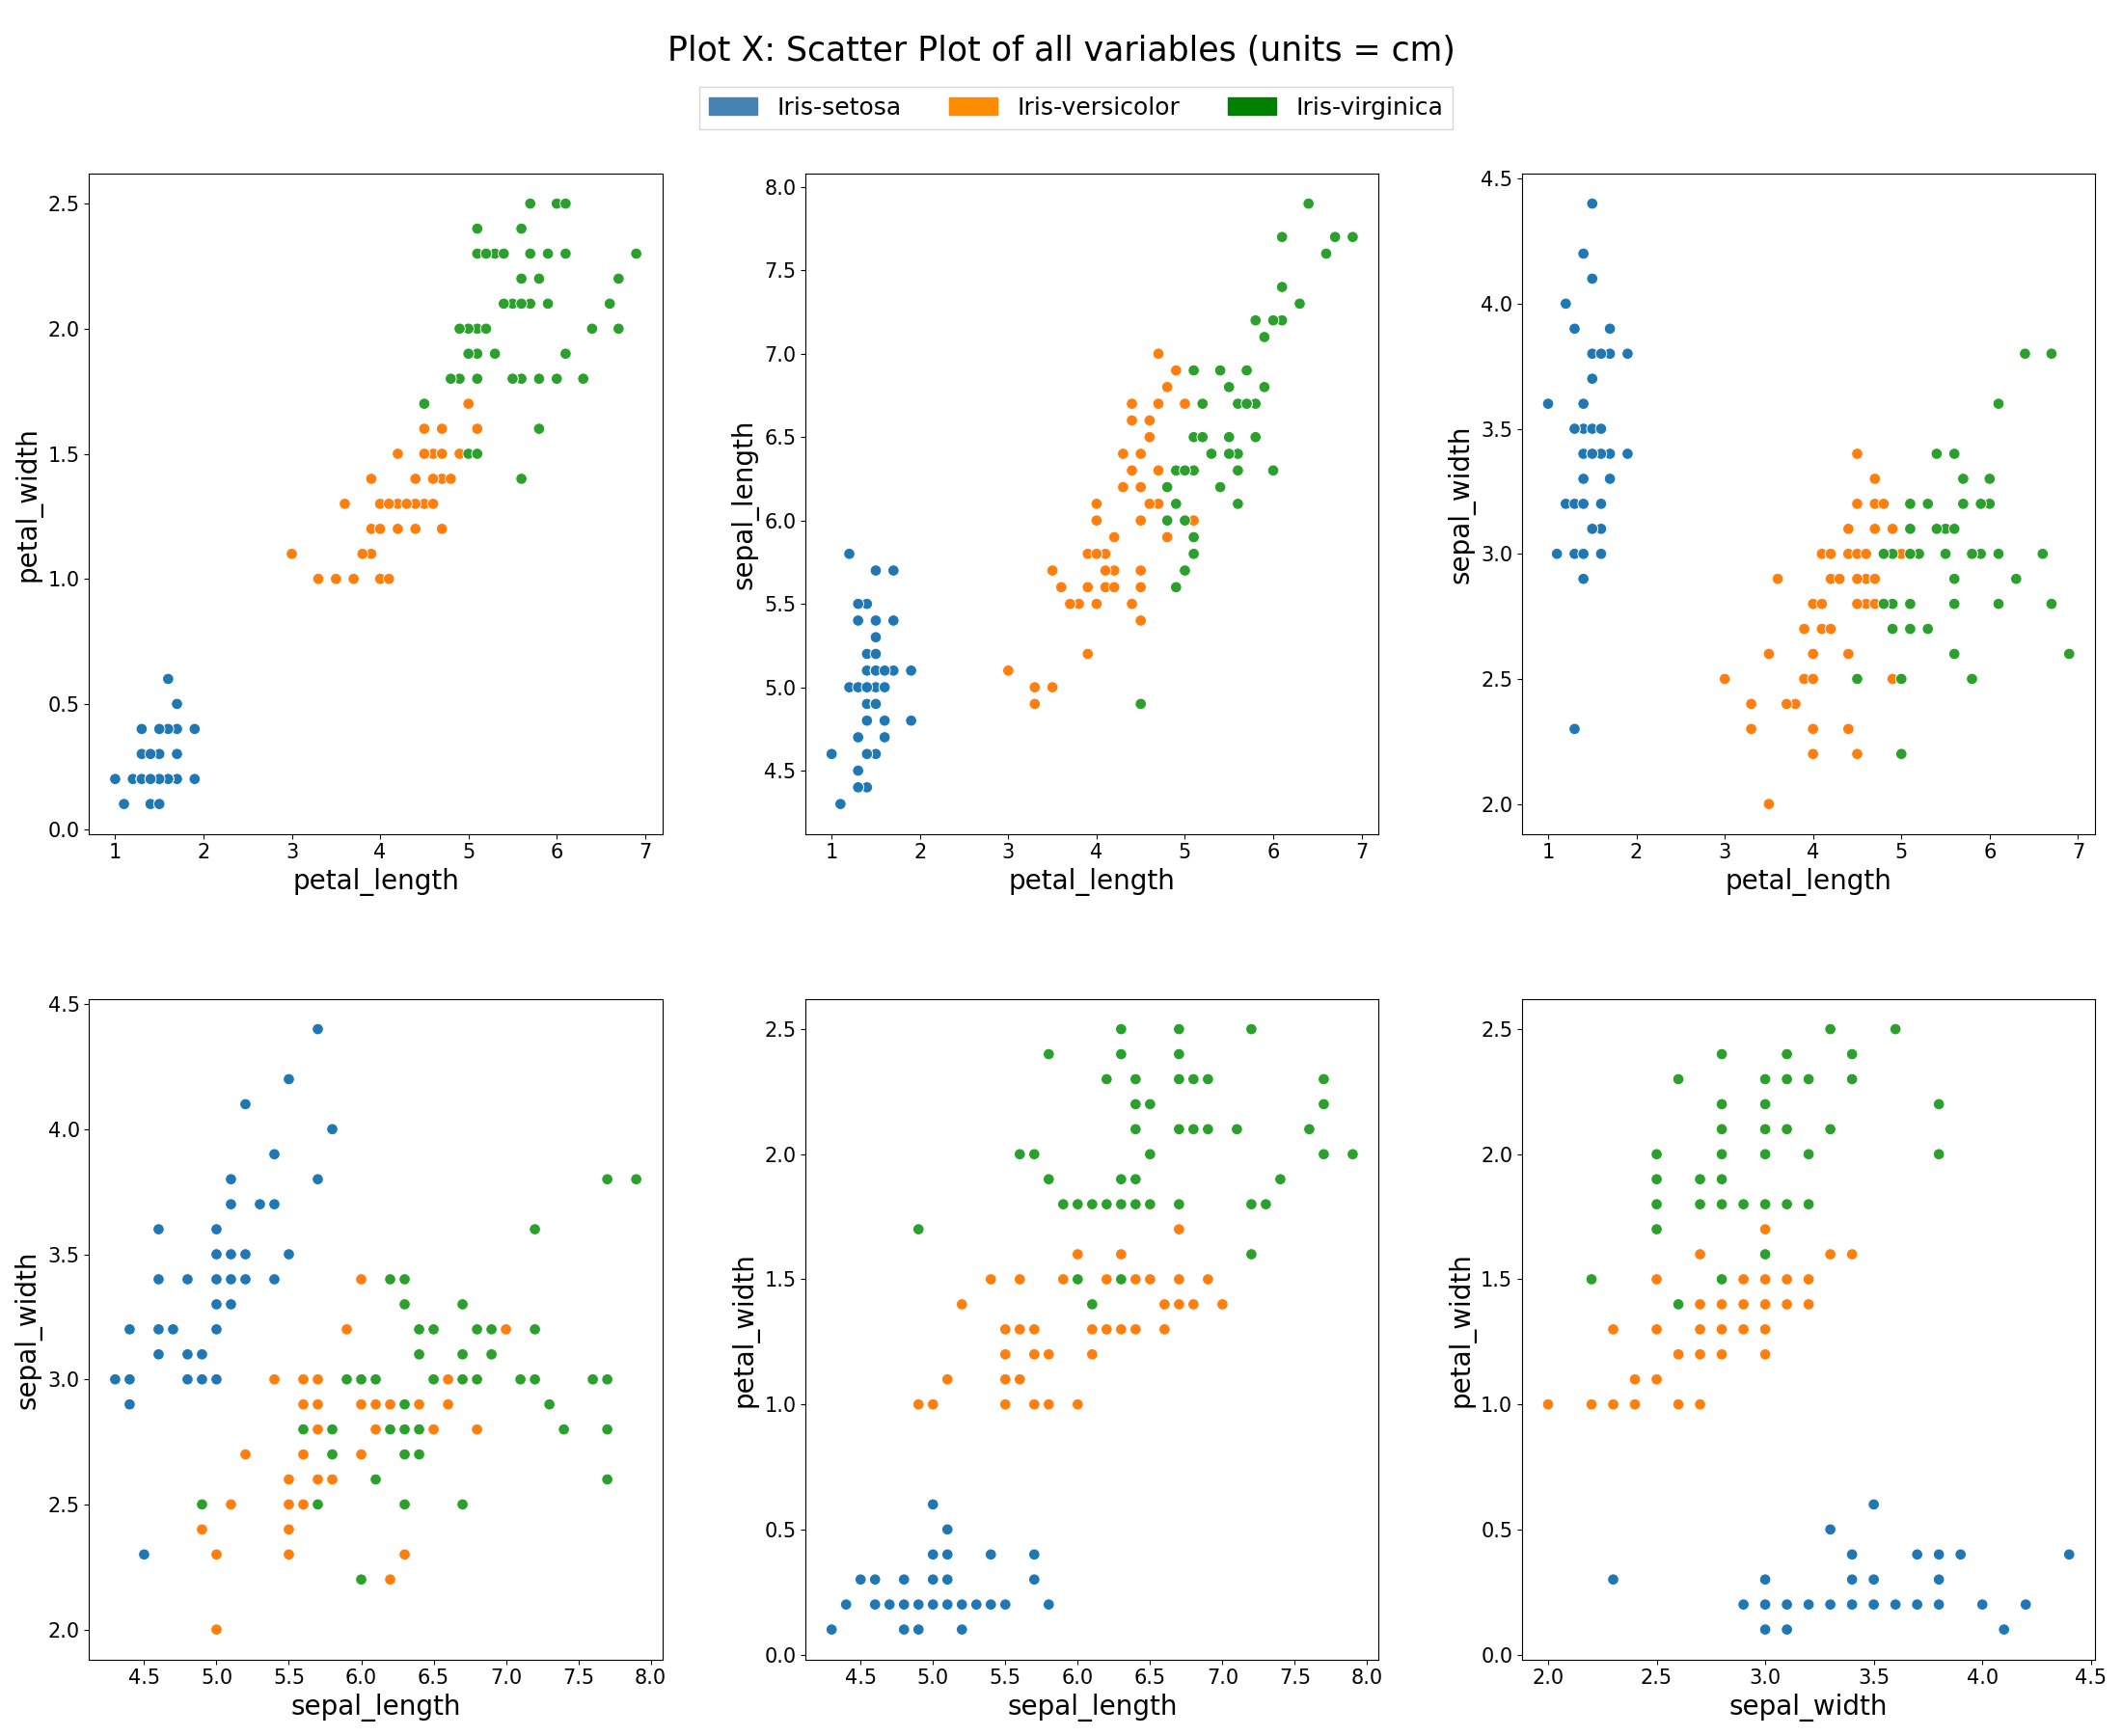 Plot X: Scatter Plot of all variables (units = cm)
Iris-setosa Iris-versicolor Iris-virginica
2.5
2.0
1.5
1.0
0.5
0.0
petal_width
1 2 3 4 5 6 7
petal_length
8.0
7.5
7.0
6.5
6.0
5.5
5.0
4.5
sepal_length
1 2 3 4 5 6 7
petal_length
4.5
4.0
3.5
3.0
2.5
2.0
sepal_width
1 2 3 4 5 6 7
petal_length
4.5
4.0
3.5
3.0
2.5
2.0
sepal_width
4.5 5.0 5.5 6.0 6.5 7.0 7.5 8.0
sepal_length
2.5
2.0
1.5
1.0
0.5
0.0
petal_width
4.5 5.0 5.5 6.0 6.5 7.0 7.5 8.0
sepal_length
2.5
2.0
1.5
1.0
0.5
0.0
petal_width
2.0 2.5 3.0 3.5 4.0 4.5
sepal_width